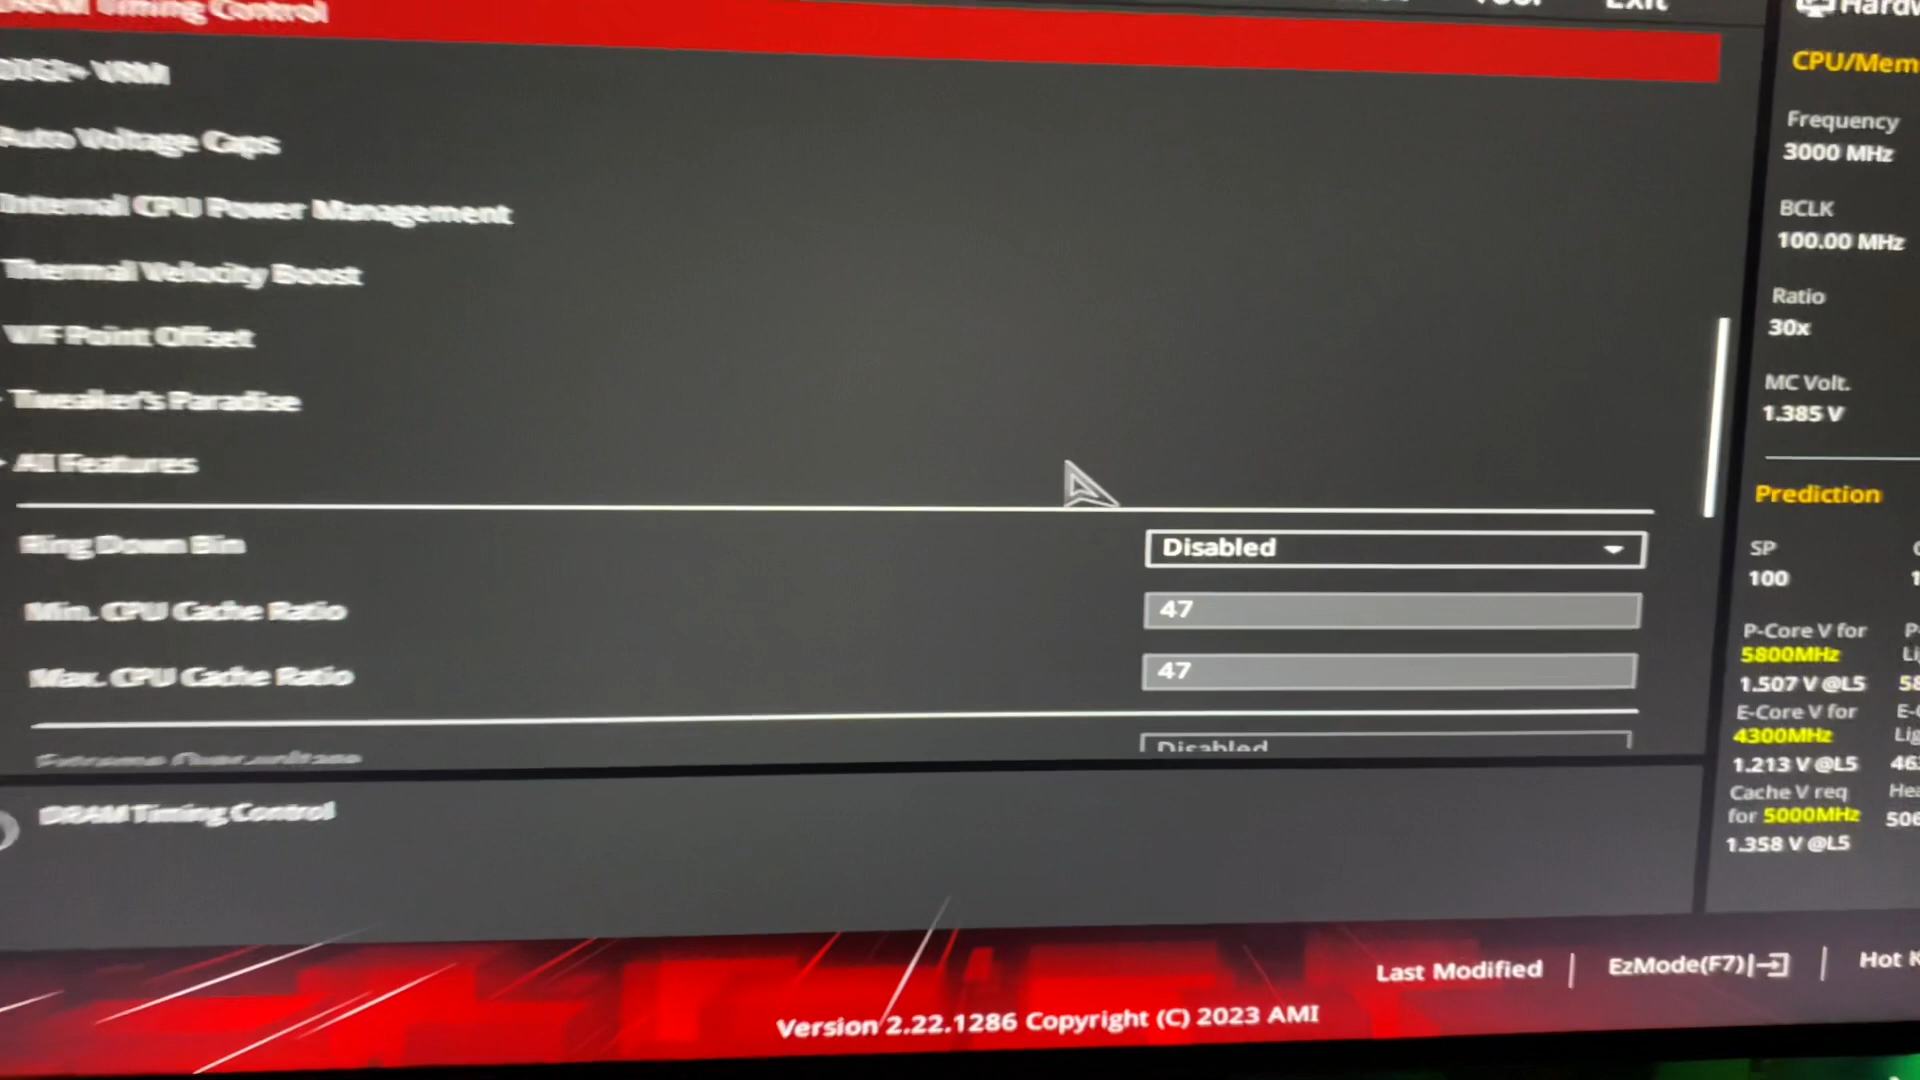 DRAM Timing Control
Exit
DIGI+ VRM
Auto Voltage Caps
Internal CPU Power Management
Thermal Velocity Boost
V/F Point Offset
Tweaker's Paradise
All Features
Ring Down Bin
Disabled
Min. CPU Cache Ratio
47
Max. CPU Cache Ratio
47
Disabled
DRAM Timing Control
CPU/Mem
Frequency
3000 MHz
BCLK
100.00 MHz
Ratio
30x
MC Volt.
1.385 V
Prediction
SP
100
P-Core V for
5800MHz
1.507 V @L5
E-Core V for
4300MHz
1.213 V @L5
Cache V req
for 5000MHz
1.358 V @L5
Last Modified
EzMode(F7)
Hot
Version 2.22.1286 Copyright (C) 2023 AMI